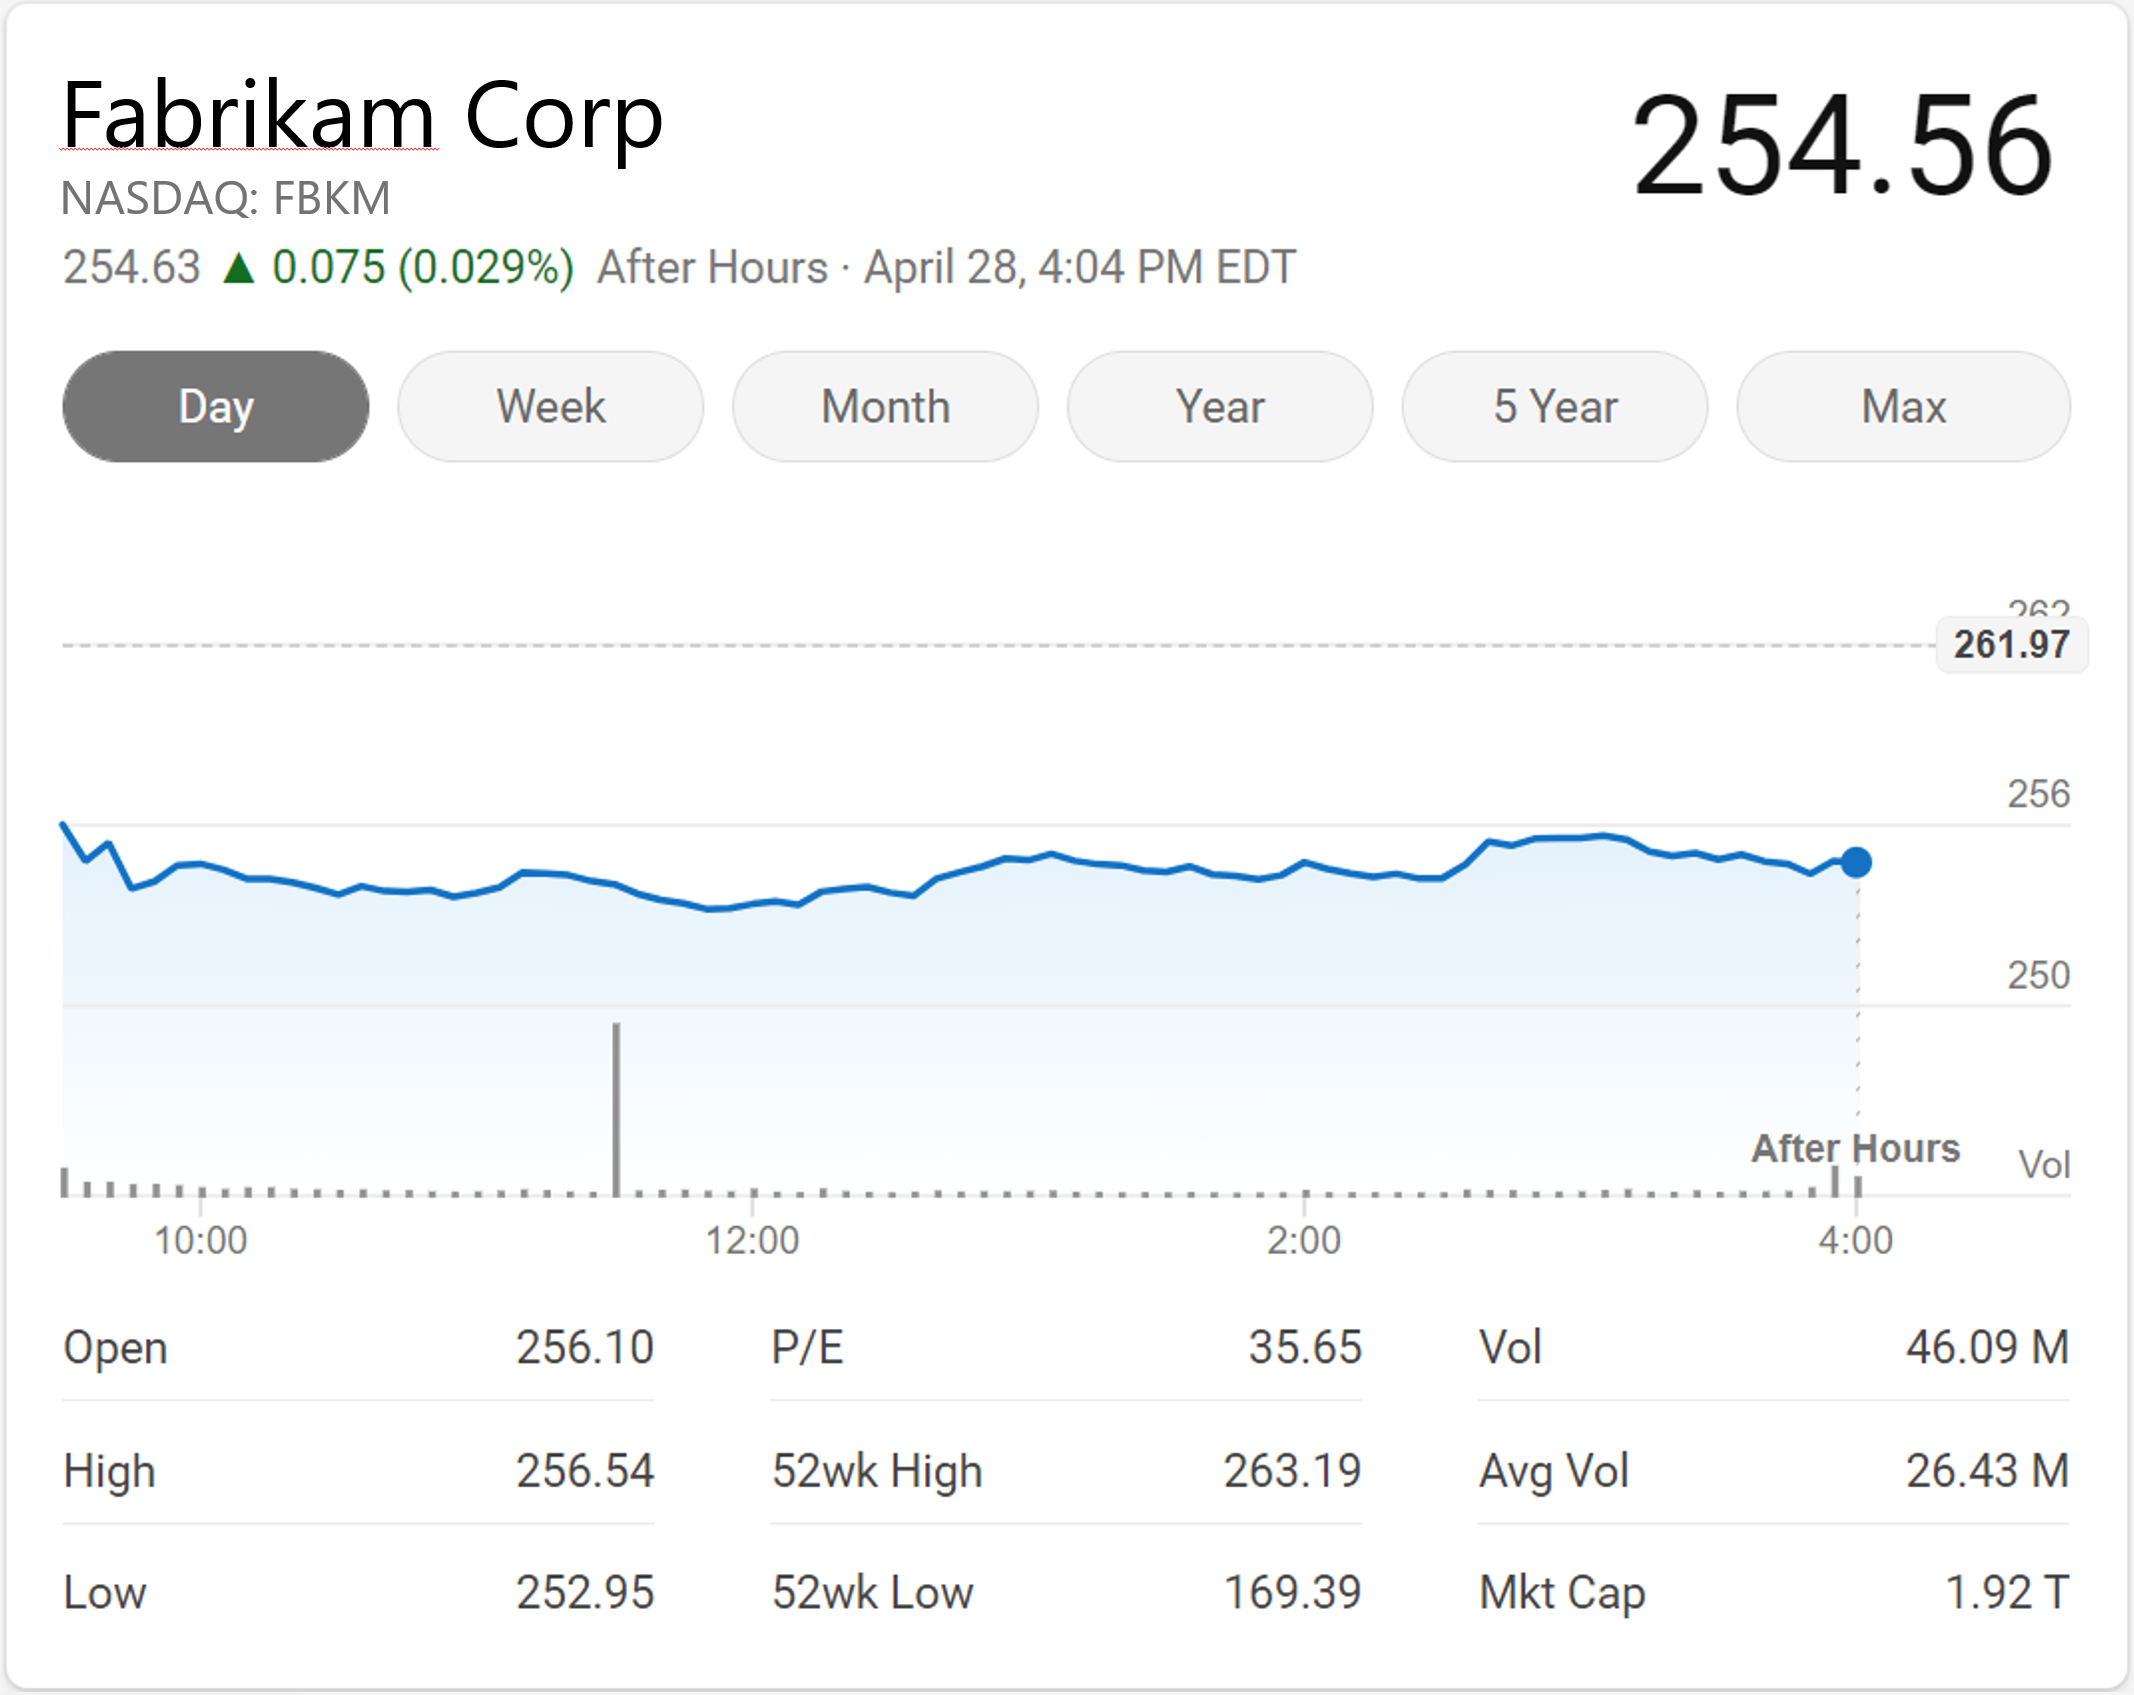 Fabrikam Corp
254.56
NASDAQ: FBKM
254.63 ▲ 0.075 (0.029%) After Hours · April 28, 4:04 PM EDT
Day Week Month Year 5 Year Max
262
261.97
256
250
After Hours Vol
10:00 12:00 2:00 4:00
Open 256.10 P/E 35.65 Vol 46.09 M
High 256.54 52wk High 263.19 Avg Vol 26.43 M
Low 252.95 52wk Low 169.39 Mkt Cap 1.92 T